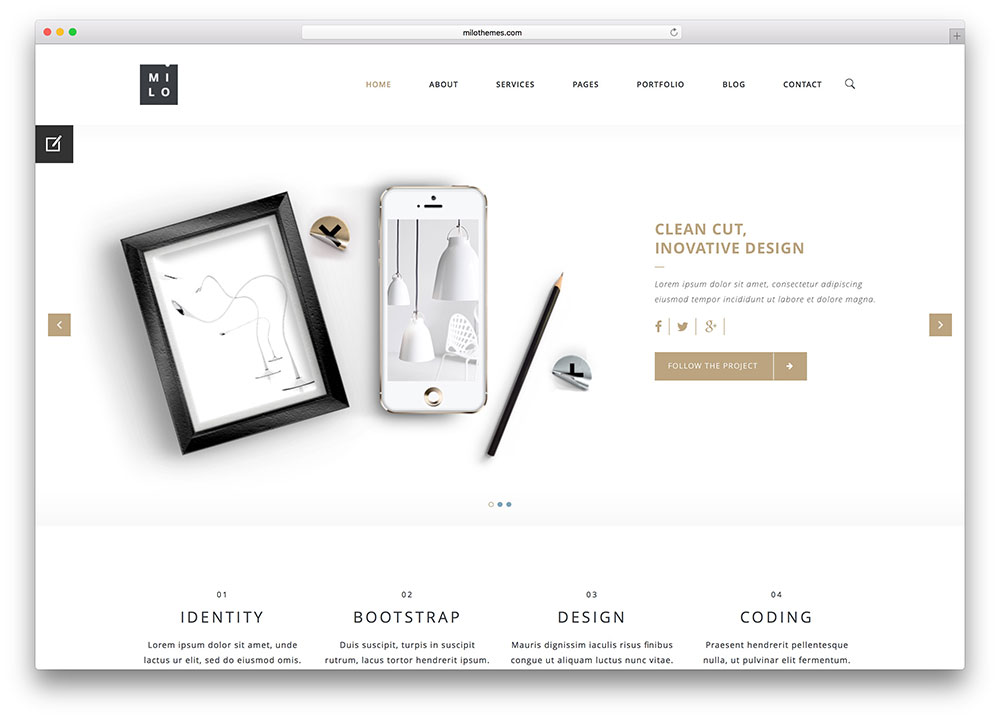 milothemes.com
MI
LO
HOME ABOUT SERVICES PAGES PORTFOLIO BLOG CONTACT
CLEAN CUT,
INOVATIVE DESIGN
Lorem ipsum dolor sit amet, consectetur adipiscing
eiusmod tempor incididunt ut labore et dolore magna.
FOLLOW THE PROJECT
01
IDENTITY
Lorem ipsum dolor sit amet, unde
lactus ur elit, sed do eiusmod omis.
02
BOOTSTRAP
Duis suscipit, turpis in suscipit
rutrum, lacus tortor hendrerit ipsum.
03
DESIGN
Mauris dignissim iaculis risus finibus
congue ut aliquam luctus nunc vitae.
04
CODING
Praesent hendrerit pellentesque
nulla, ut pulvinar elit fermentum.